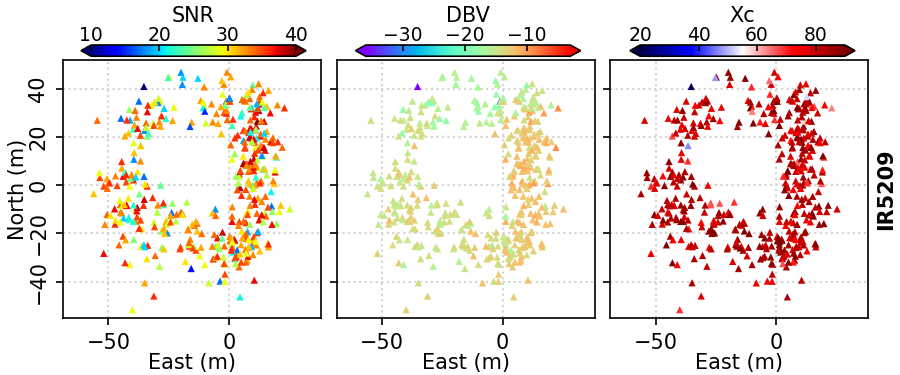 SNR
DBV
Xc
10 20 30 40
−30 −20 −10
20 40 60 80
North (m)
40
20
0
−20
−40
−50 0
−50 0
−50 0
East (m)
East (m)
East (m)
IR5209